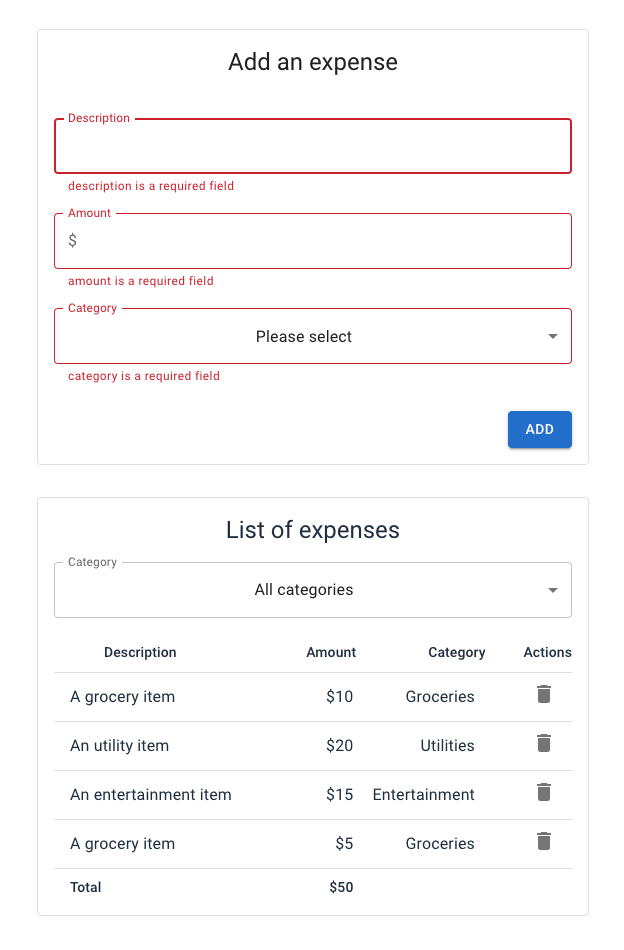 Add an expense
Description
description is a required field
Amount
$
amount is a required field
Category
Please select
category is a required field
ADD
List of expenses
Category
All categories
Description Amount Category Actions
A grocery item $10 Groceries
An utility item $20 Utilities
An entertainment item $15 Entertainment
A grocery item $5 Groceries
Total $50